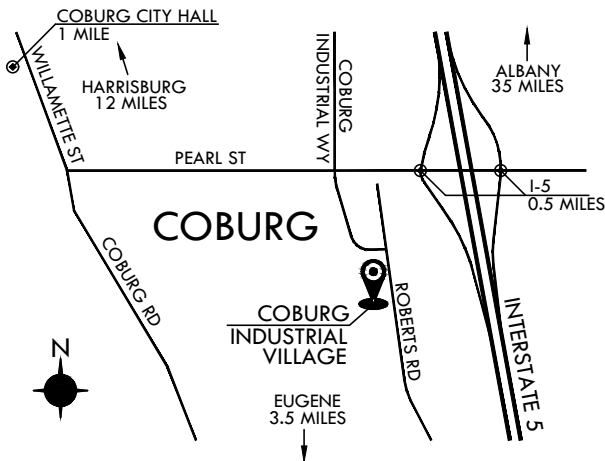 COBURG CITY HALL
1 MILE
HARRISBURG
12 MILES
WILLAMETTE ST
COBURG
INDUSTRIAL WY
ALBANY
35 MILES
PEARL ST
I-5
0.5 MILES
COBURG
COBURG RD
COBURG
INDUSTRIAL
VILLAGE
ROBERTS RD
INTERSTATE 5
N
EUGENE
3.5 MILES